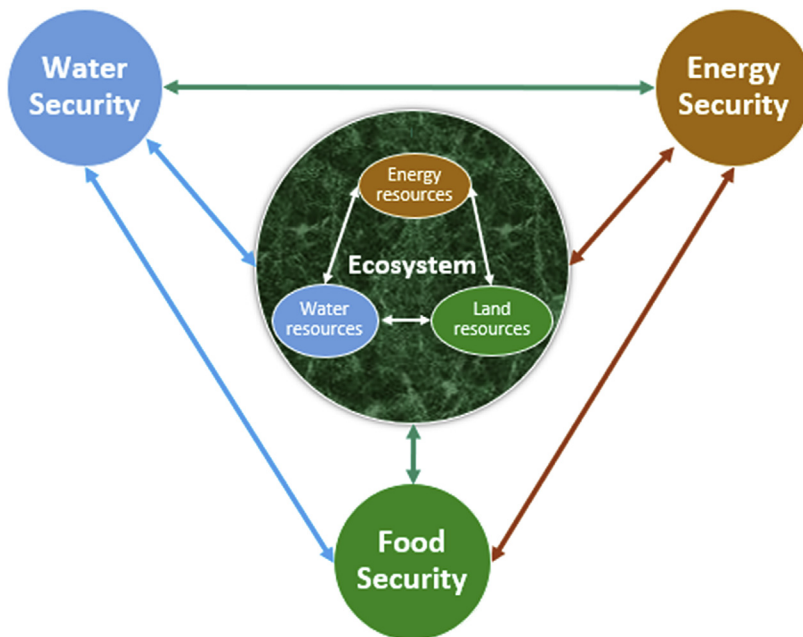 Water
Security
Energy
Security
Energy
resources
Ecosystem
Water
resources
Land
resources
Food
Security